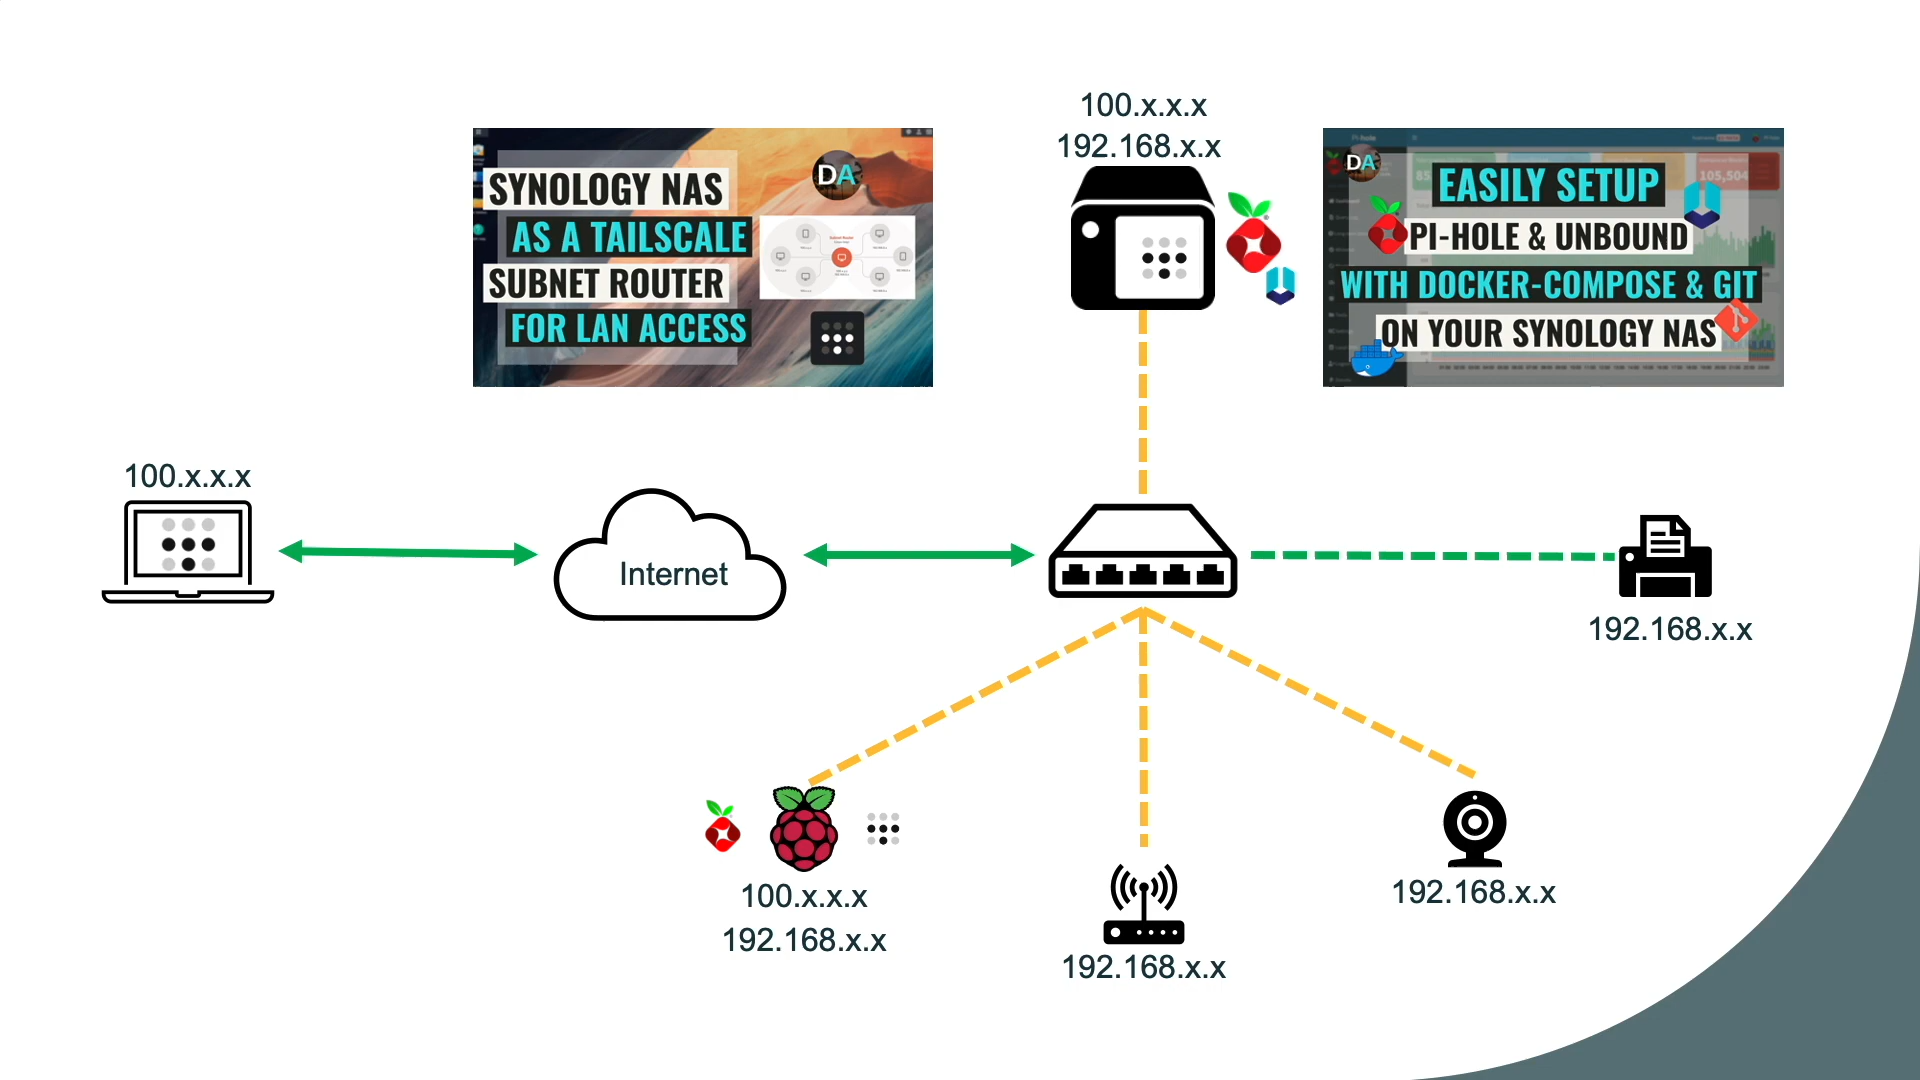 100.x.x.x
192.168.x.x
SYNOLOGY NAS
AS A TAILSCALE
SUBNET ROUTER
FOR LAN ACCESS
DA
DA
EASILY SETUP
PI-HOLE & UNBOUND
WITH DOCKER-COMPOSE & GIT
ON YOUR SYNOLOGY NAS
105,504
100.x.x.x
Internet
192.168.x.x
100.x.x.x
192.168.x.x
192.168.x.x
192.168.x.x